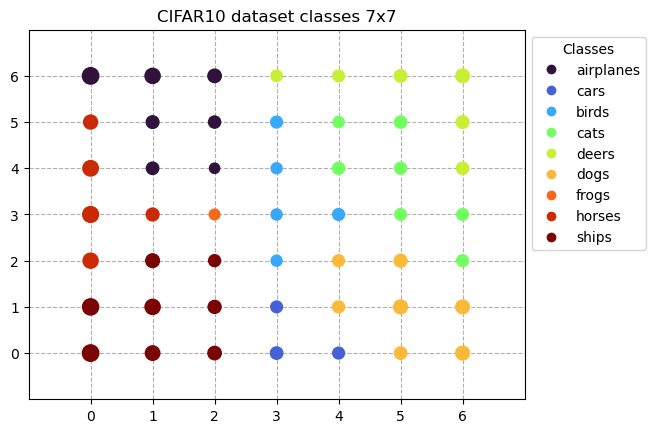 CIFAR10 dataset classes 7x7
6
5
4
3
2
1
0
0 1 2 3 4 5 6
Classes
airplanes
cars
birds
cats
deers
dogs
frogs
horses
ships